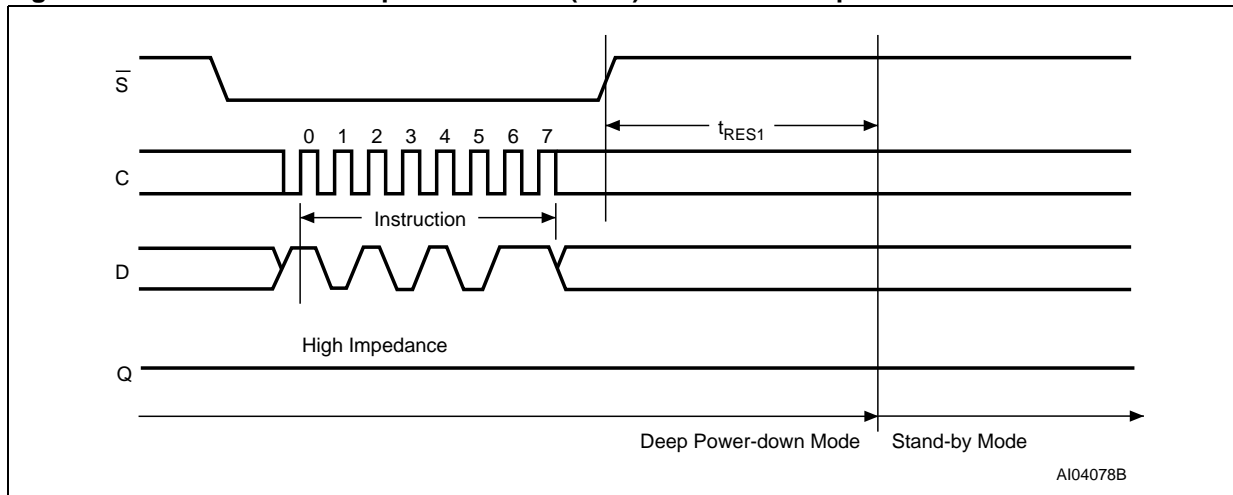 S̅
tRES1
0 1 2 3 4 5 6 7
C
Instruction
D
High Impedance
Q
Deep Power-down Mode Stand-by Mode
AI04078B